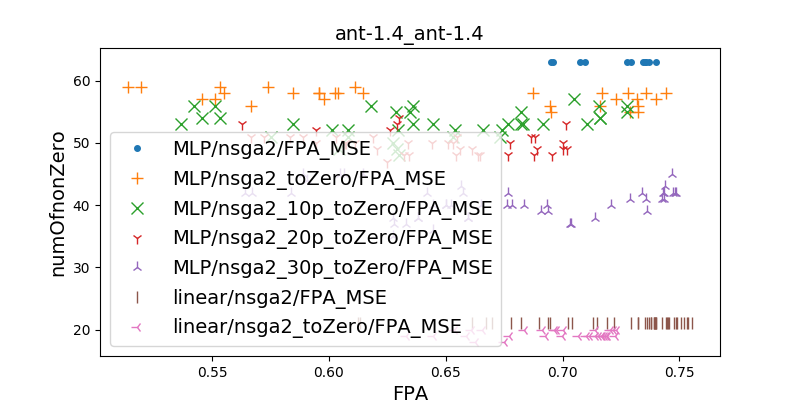 ant-1.4_ant-1.4
numOfnonZero
60
50
40
30
20
MLP/nsga2/FPA_MSE
MLP/nsga2_toZero/FPA_MSE
MLP/nsga2_10p_toZero/FPA_MSE
MLP/nsga2_20p_toZero/FPA_MSE
MLP/nsga2_30p_toZero/FPA_MSE
linear/nsga2/FPA_MSE
linear/nsga2_toZero/FPA_MSE
0.55 0.60 0.65 0.70 0.75
FPA